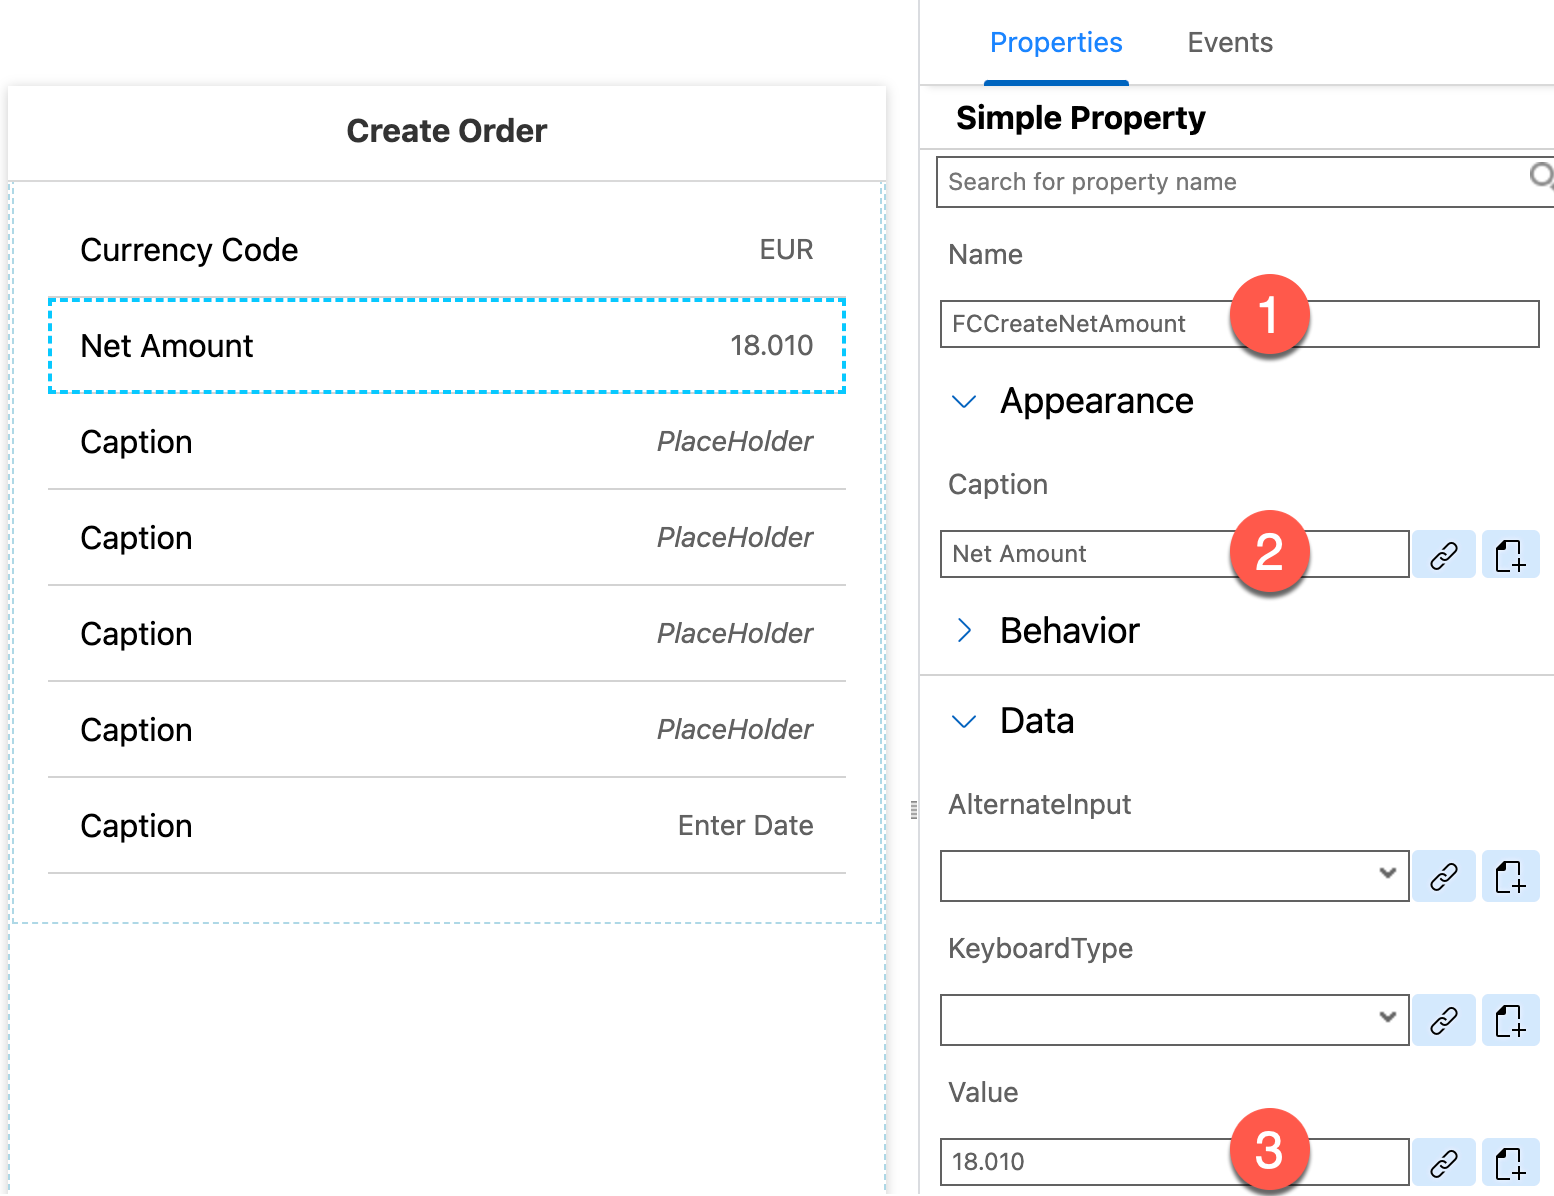 Create Order
Currency Code EUR
Net Amount 18.010
Caption PlaceHolder
Caption PlaceHolder
Caption PlaceHolder
Caption PlaceHolder
Caption Enter Date
Properties Events
Simple Property
Search for property name
Name
FCCreateNetAmount 1
Appearance
Caption
Net Amount 2
Behavior
Data
AlternateInput
KeyboardType
Value
18.010 3